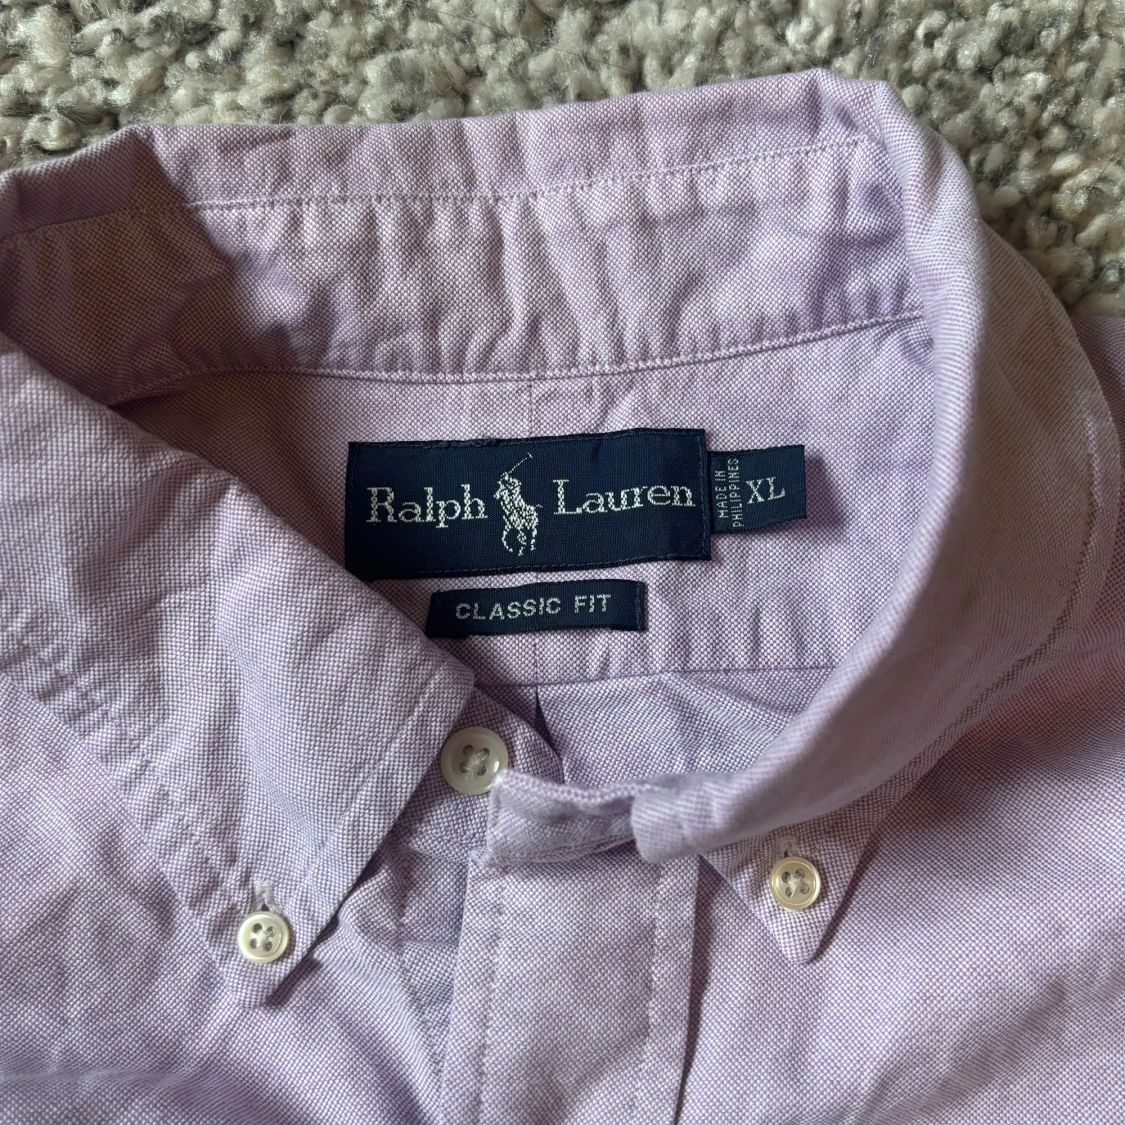 Ralph Lauren
MADE IN
PHILIPPINES
XL
CLASSIC FIT